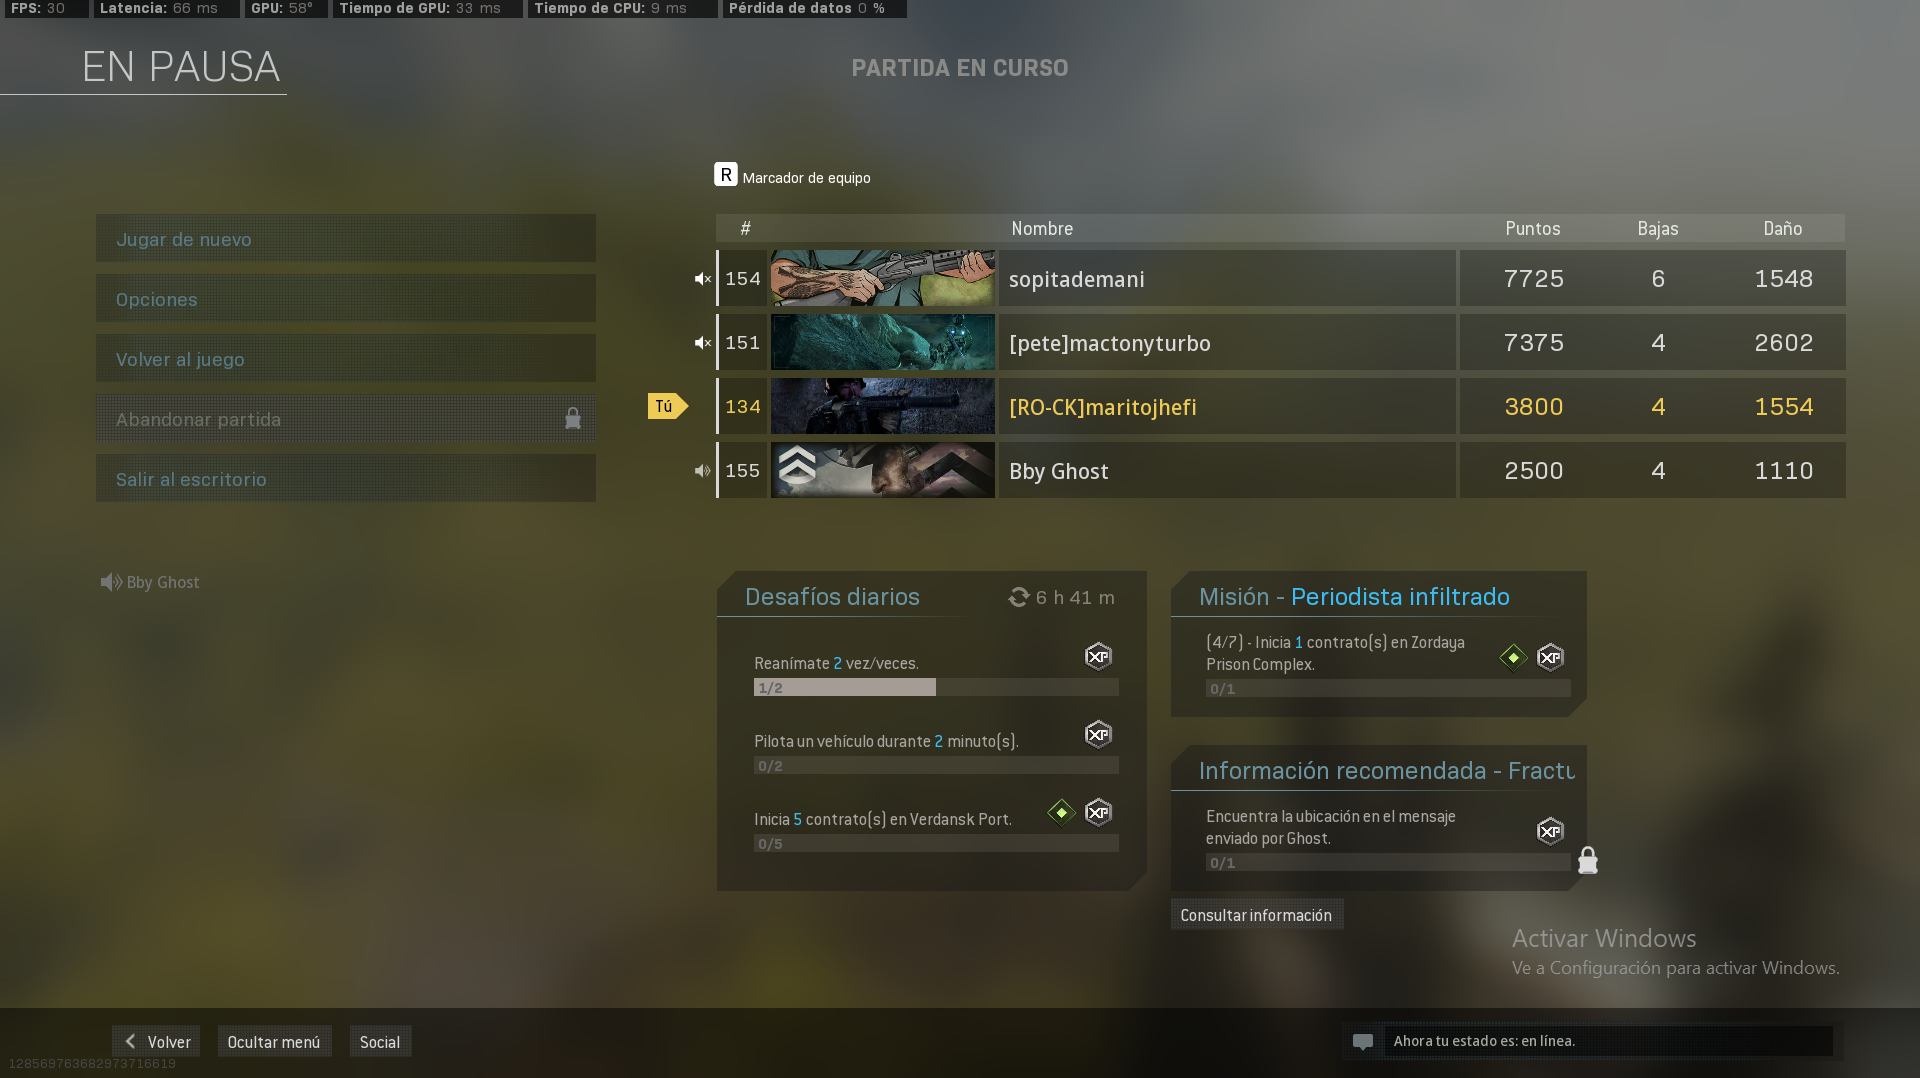 FPS: 30 Latencia: 66 ms GPU: 58° Tiempo de GPU: 33 ms Tiempo de CPU: 9 ms Pérdida de datos 0 %
EN PAUSA
PARTIDA EN CURSO
R Marcador de equipo
Jugar de nuevo
Opciones
Volver al juego
Abandonar partida
Salir al escritorio
Bby Ghost
# Nombre Puntos Bajas Daño
154 sopitademani 7725 6 1548
151 [pete]mactonyturbo 7375 4 2602
Tú 134 [RO-CK]maritojhefi 3800 4 1554
155 Bby Ghost 2500 4 1110
Desafíos diarios 6 h 41 m
Reanímate 2 vez/veces.
XP
1/2
Pilota un vehículo durante 2 minuto(s).
XP
0/2
Inicia 5 contrato(s) en Verdansk Port.
XP
0/5
Misión - Periodista infiltrado
(4/7) - Inicia 1 contrato(s) en Zordaya
Prison Complex.
XP
0/1
Información recomendada - Fractu
Encuentra la ubicación en el mensaje
enviado por Ghost.
XP
0/1
Consultar información
Activar Windows
Ve a Configuración para activar Windows.
Volver Ocultar menú Social
Ahora tu estado es: en línea.
128569763682973716619